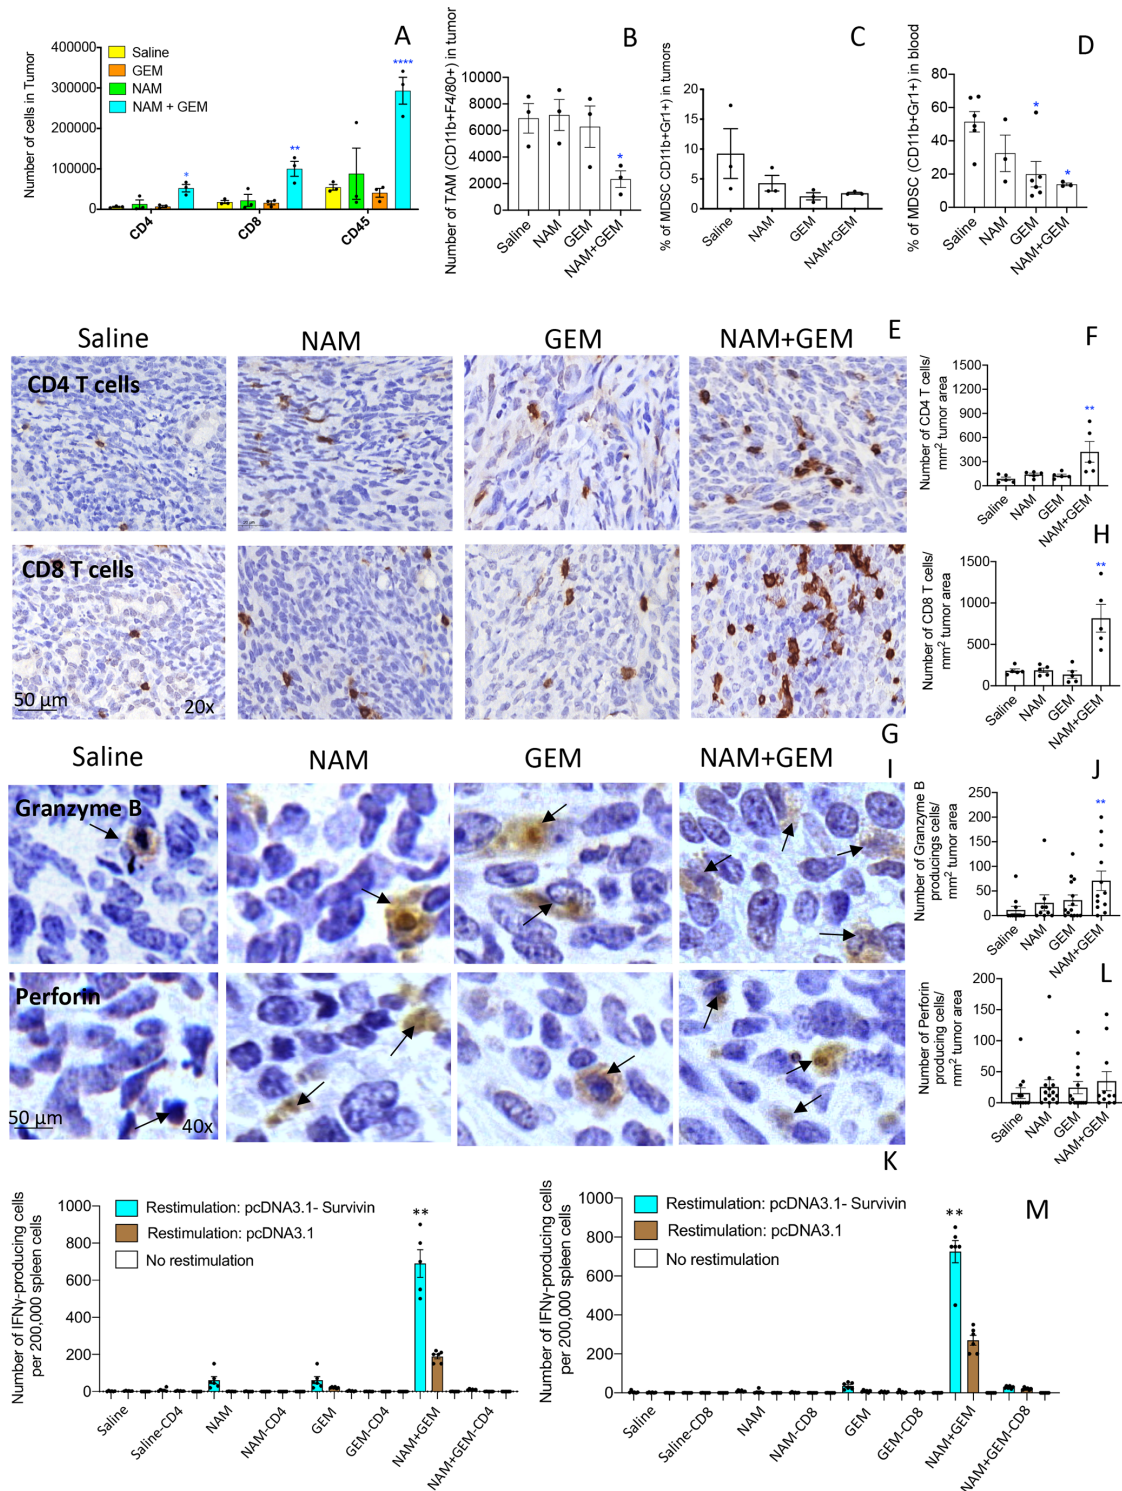 A
Number of cells in Tumor
400000
300000
200000
100000
0
Saline
GEM
NAM
NAM + GEM
*
**
****
CD4
CD8
CD45
B
Number of TAM (CD11b+F4/80+) in tumor
10000
8000
6000
4000
2000
0
*
Saline
NAM
GEM
NAM+GEM
C
% of MDSC CD11b+Gr1+) in tumors
20
15
10
5
0
Saline
NAM
GEM
NAM+GEM
D
% of MDSC (CD11b+Gr1+) in blood
80
60
40
20
0
*
*
Saline
NAM
GEM
NAM+GEM
Saline
NAM
GEM
NAM+GEM
E
CD4 T cells
F
Number of CD4 T cells/
mm2 tumor area
1500
1200
900
600
300
0
**
Saline
NAM
GEM
NAM+GEM
CD8 T cells
50 µm
20x
G
H
Number of CD8 T cells/
mm2 tumor area
1500
1000
500
0
**
Saline
NAM
GEM
NAM+GEM
Saline
NAM
GEM
NAM+GEM
I
Granzyme B
J
Number of Granzyme B
producings cells/
mm2 tumor area
250
200
150
100
50
0
**
Saline
NAM
GEM
NAM+GEM
Perforin
50 µm
40x
K
L
Number of Perforin
producing cells/
mm2 tumor area
200
150
100
50
0
Saline
NAM
GEM
NAM+GEM
Number of IFNγ-producing cells
per 200,000 spleen cells
1000
800
600
400
200
0
Restimulation: pcDNA3.1- Survivin
Restimulation: pcDNA3.1
No restimulation
**
Saline
Saline-CD4
NAM
NAM-CD4
GEM
GEM-CD4
NAM+GEM
NAM+GEM-CD4
M
Number of IFNγ-producing cells
per 200,000 spleen cells
1000
800
600
400
200
0
Restimulation: pcDNA3.1- Survivin
Restimulation: pcDNA3.1
No restimulation
**
Saline
Saline-CD8
NAM
NAM-CD8
GEM
GEM-CD8
NAM+GEM
NAM+GEM-CD8